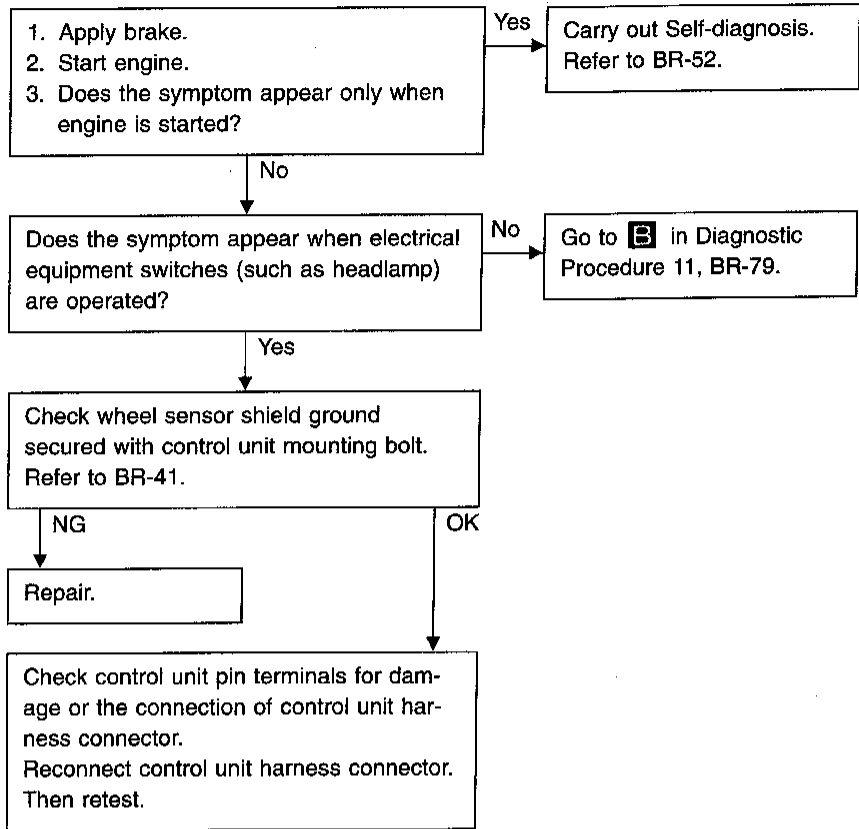 1. Apply brake.
2. Start engine.
3. Does the symptom appear only when
engine is started?
Yes
Carry out Self-diagnosis.
Refer to BR-52.
No
Does the symptom appear when electrical
equipment switches (such as headlamp)
are operated?
No
Go to B in Diagnostic
Procedure 11, BR-79.
Yes
Check wheel sensor shield ground
secured with control unit mounting bolt.
Refer to BR-41.
NG
OK
Repair.
Check control unit pin terminals for dam-
age or the connection of control unit har-
ness connector.
Reconnect control unit harness connector.
Then retest.